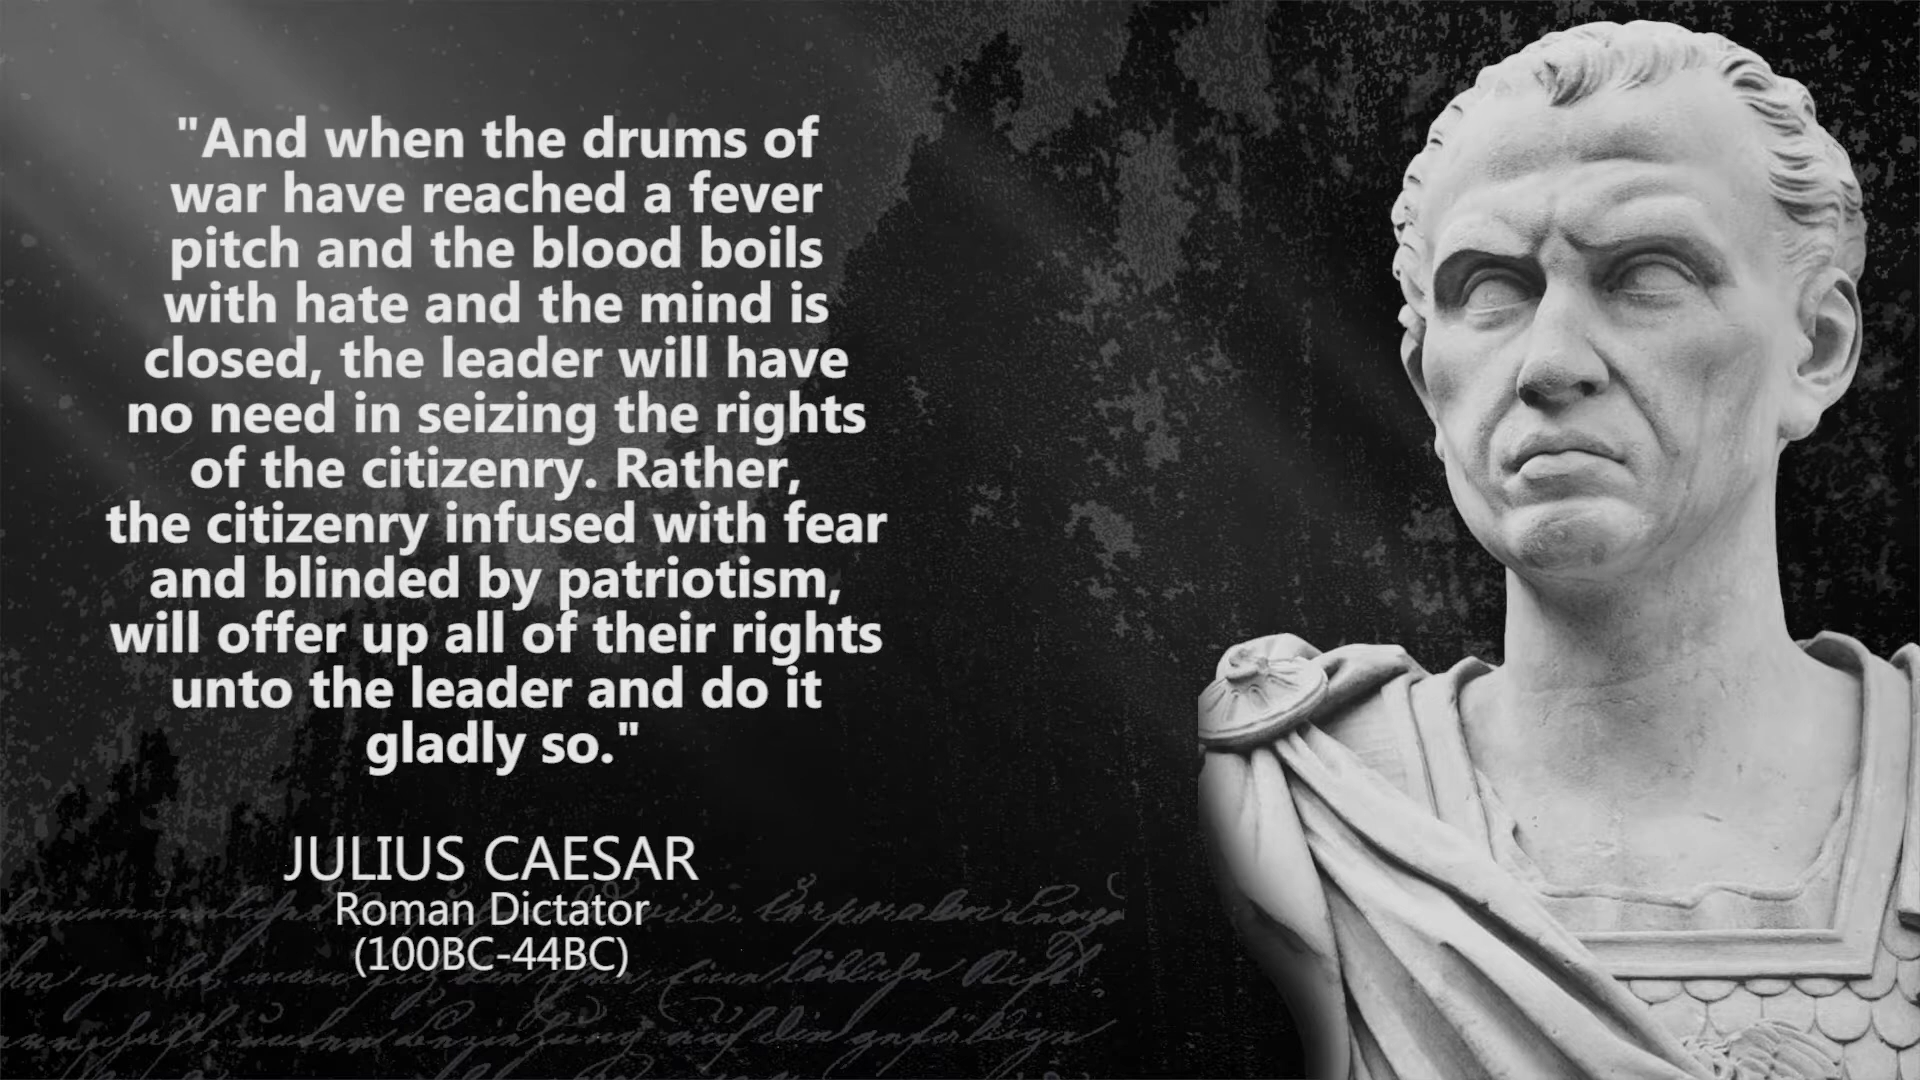 "And when the drums of
war have reached a fever
pitch and the blood boils
with hate and the mind is
closed, the leader will have
no need in seizing the rights
of the citizenry. Rather,
the citizenry infused with fear
and blinded by patriotism,
will offer up all of their rights
unto the leader and do it
gladly so."
JULIUS CAESAR
Roman Dictator
(100BC-44BC)